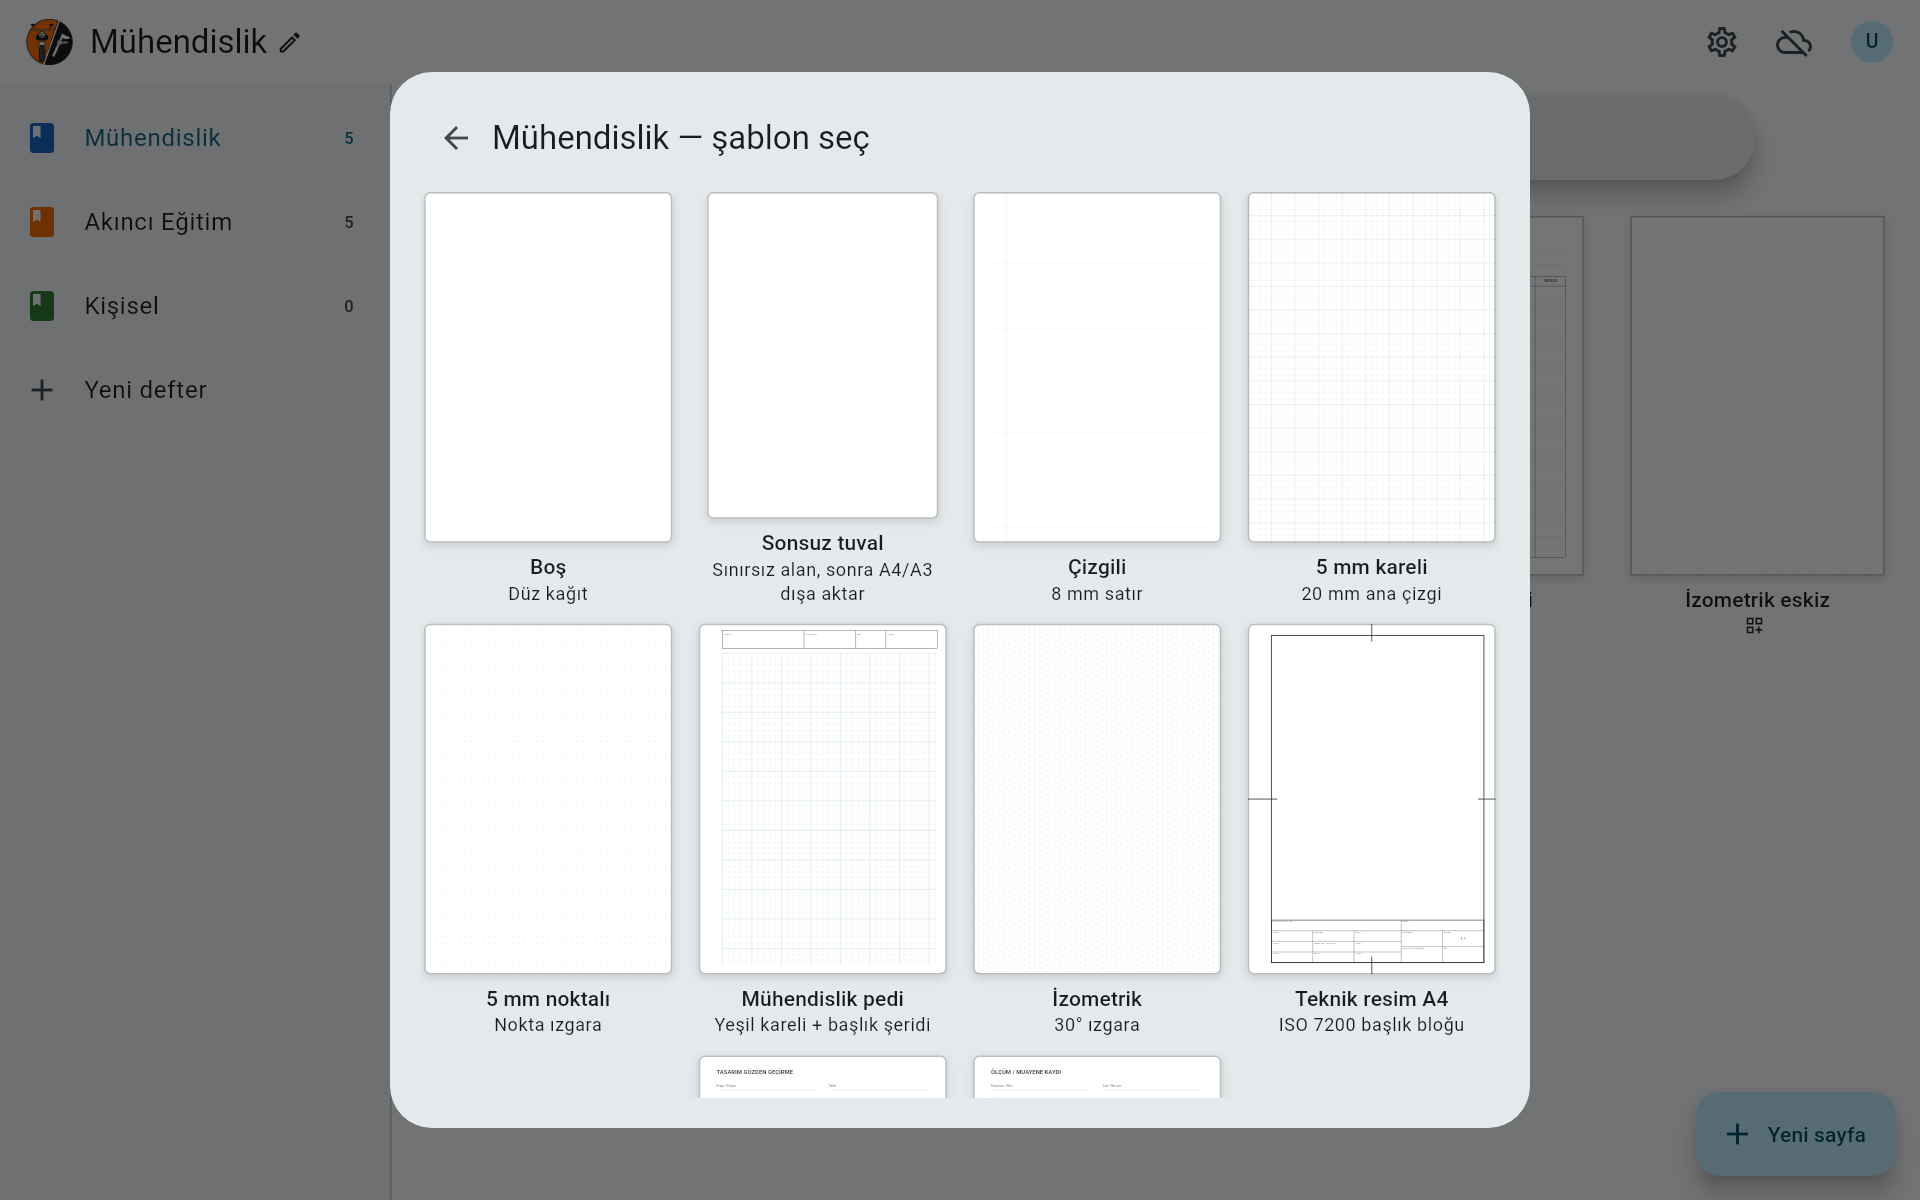 Mühendislik
U
Mühendislik 5
Akıncı Eğitim 5
Kişisel 0
Yeni defter
Mühendislik — şablon seç
Boş
Düz kağıt
Sonsuz tuval
Sınırsız alan, sonra A4/A3
dışa aktar
Çizgili
8 mm satır
5 mm kareli
20 mm ana çizgi
5 mm noktalı
Nokta ızgara
Mühendislik pedi
Yeşil kareli + başlık şeridi
İzometrik
30° ızgara
Teknik resim A4
ISO 7200 başlık bloğu
TASARIM GÖZDEN GEÇİRME
ÖLÇÜM / MUAYENE KAYDI
İzometrik eskiz
Yeni sayfa